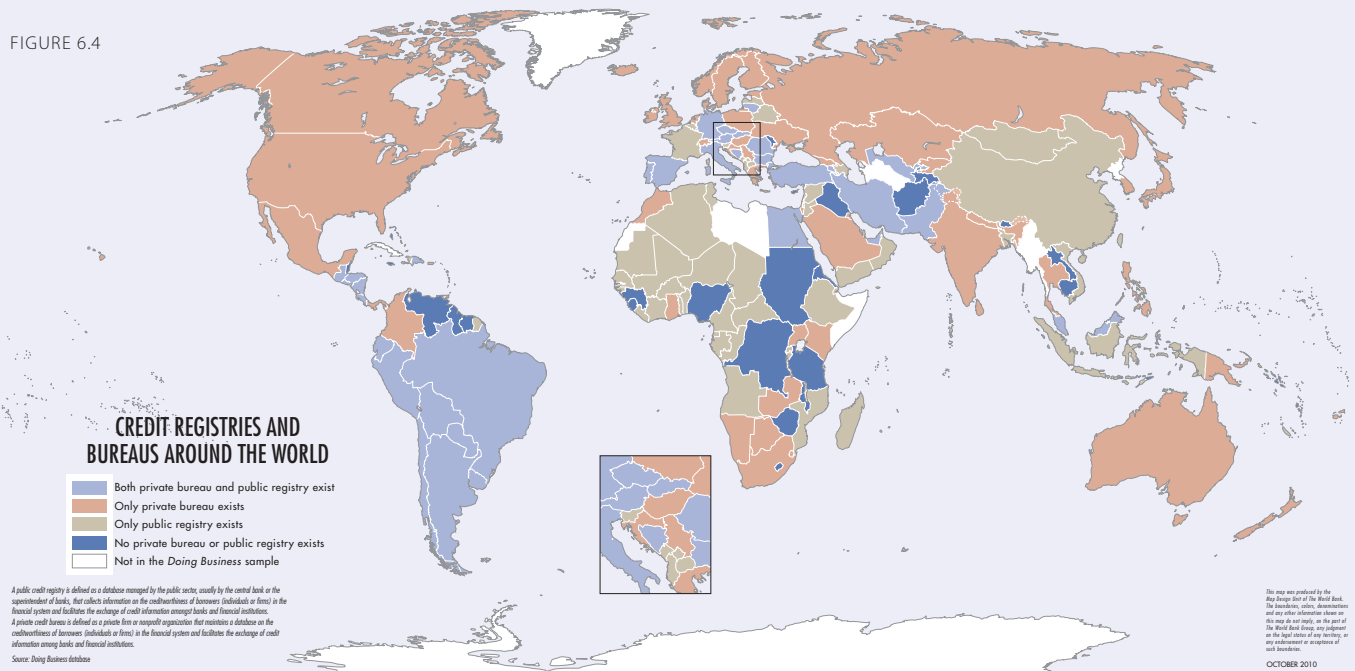 FIGURE 6.4
CREDIT REGISTRIES AND
BUREAUS AROUND THE WORLD
Both private bureau and public registry exist
Only private bureau exists
Only public registry exists
No private bureau or public registry exists
Not in the Doing Business sample
A public credit registry is defined as a database managed by the public sector, usually by the central bank or the
superintendent of banks, that collects information on the creditworthiness of borrowers (individuals or firms) in the
financial system and facilitates the exchange of credit information amongst banks and financial institutions.
A private credit bureau is defined as a private firm or nonprofit organization that maintains a database on the
creditworthiness of borrowers (individuals or firms) in the financial system and facilitates the exchange of credit
information among banks and financial institutions.
Source: Doing Business database
This map was produced by the
Map Design Unit of The World Bank.
The boundaries, colors, denominations
and any other information shown on
this map do not imply, on the part of
The World Bank Group, any judgment
on the legal status of any territory, or
any endorsement or acceptance of
such boundaries.
OCTOBER 2010